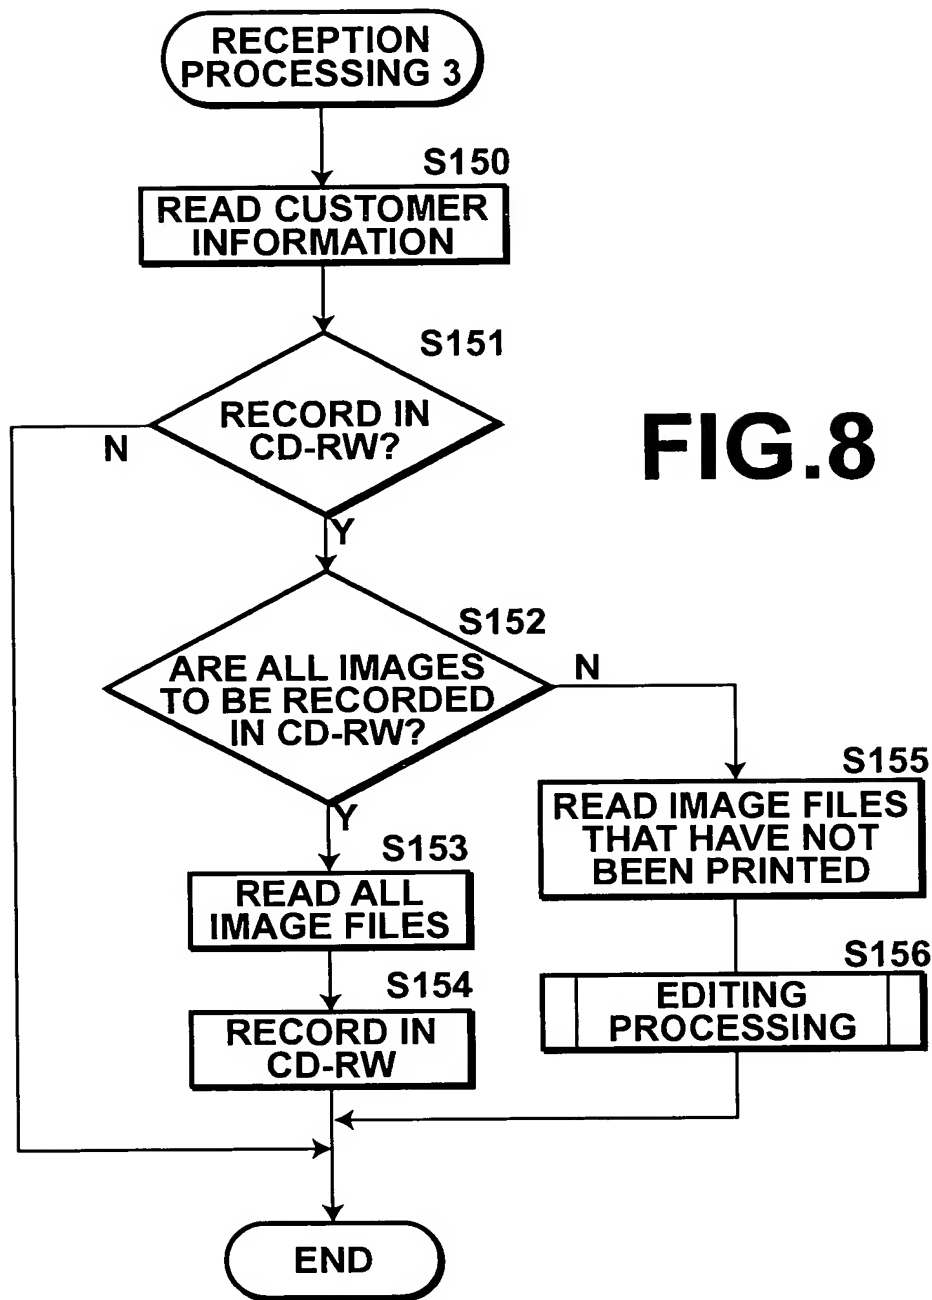 RECEPTION
PROCESSING 3
S150
READ CUSTOMER
INFORMATION
S151
RECORD IN
CD-RW?
N
Y
FIG.8
S152
ARE ALL IMAGES
TO BE RECORDED
IN CD-RW?
N
Y
S155
READ IMAGE FILES
THAT HAVE NOT
BEEN PRINTED
S153
READ ALL
IMAGE FILES
S156
EDITING
PROCESSING
S154
RECORD IN
CD-RW
END